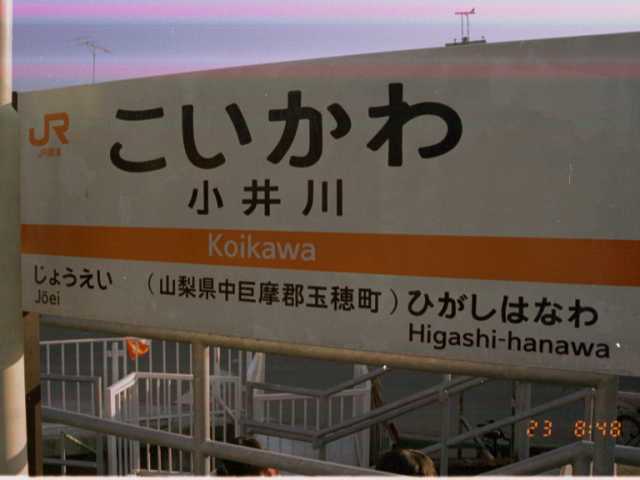 JR
JR東海
こいかわ
小井川
Koikawa
じょうえい
Jōei
(山梨県中巨摩郡玉穂町)
ひがしはなわ
Higashi-hanawa
23 8:48